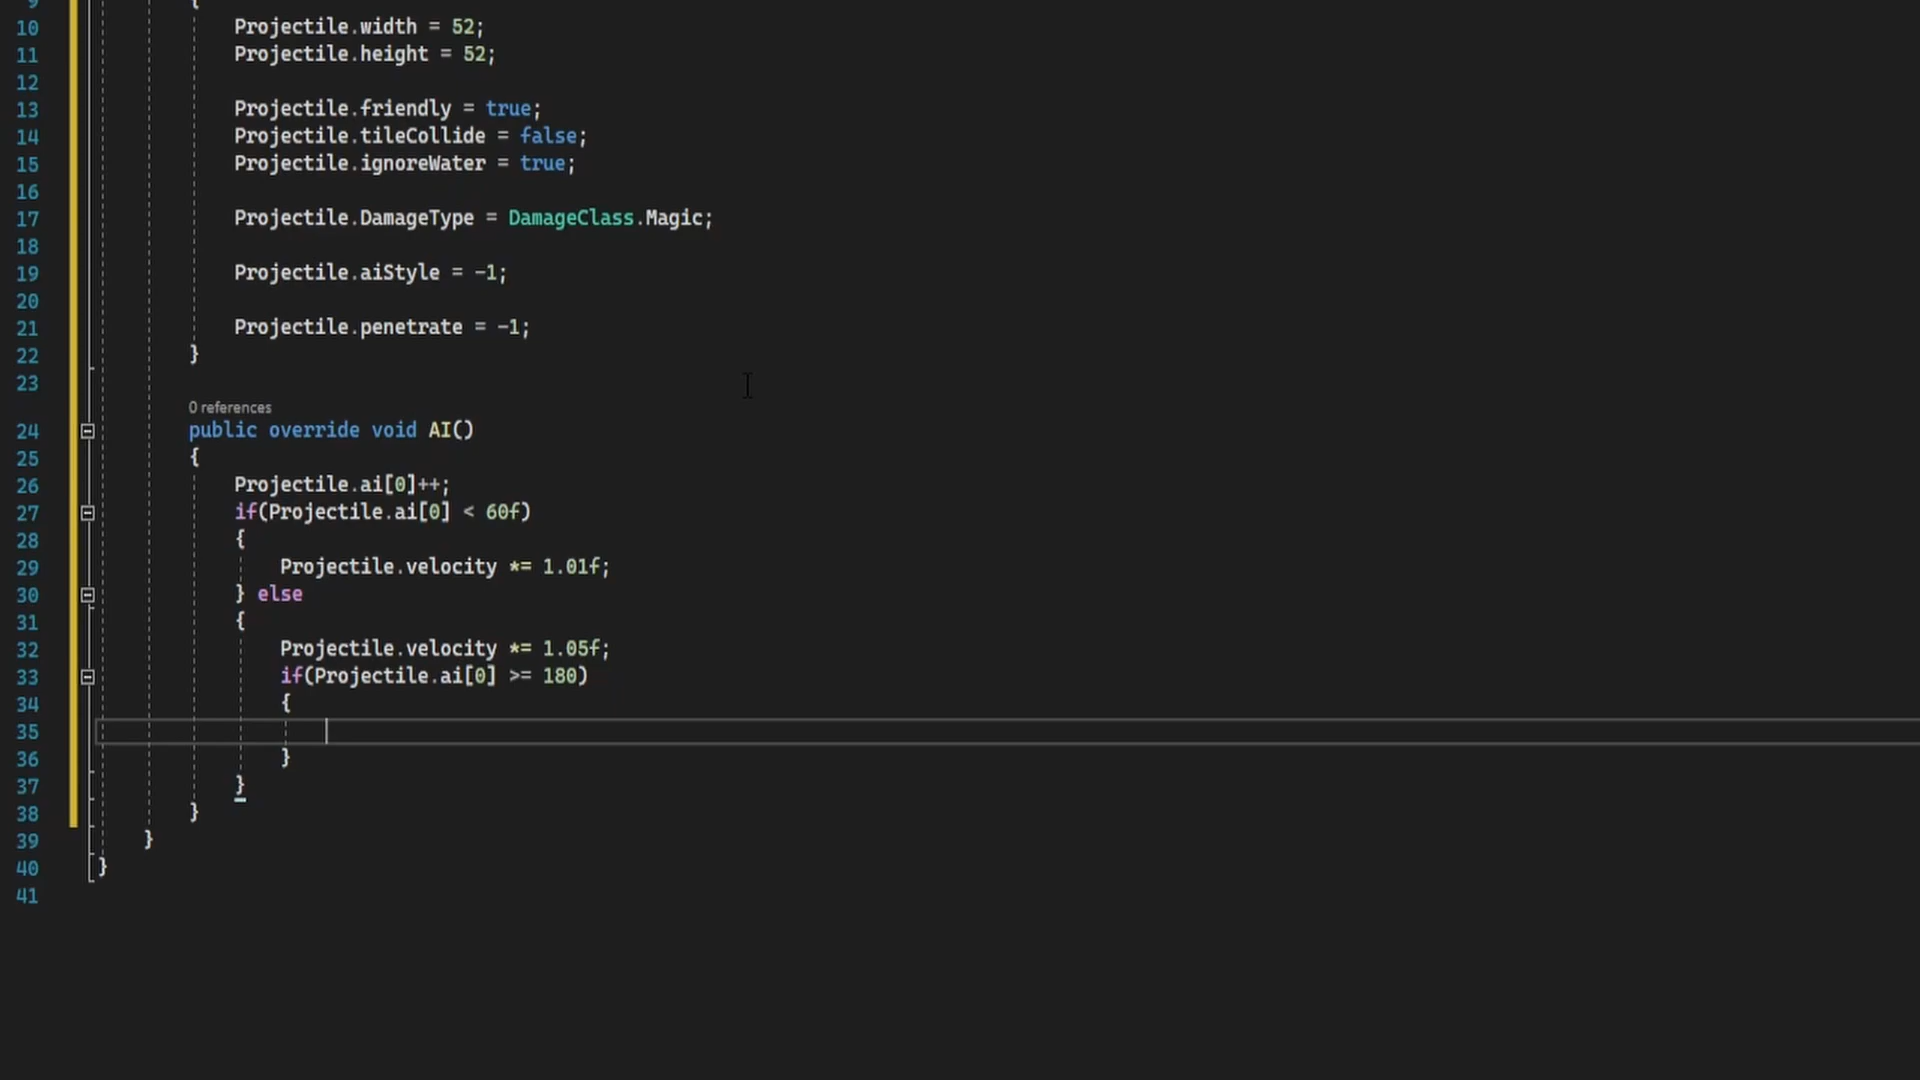 9 {
10 Projectile.width = 52;
11 Projectile.height = 52;
12
13 Projectile.friendly = true;
14 Projectile.tileCollide = false;
15 Projectile.ignoreWater = true;
16
17 Projectile.DamageType = DamageClass.Magic;
18
19 Projectile.aiStyle = -1;
20
21 Projectile.penetrate = -1;
22 }
23
0 references
24 public override void AI()
25 {
26 Projectile.ai[0]++;
27 if(Projectile.ai[0] < 60f)
28 {
29 Projectile.velocity *= 1.01f;
30 } else
31 {
32 Projectile.velocity *= 1.05f;
33 if(Projectile.ai[0] >= 180)
34 {
35
36 }
37 }
38 }
39 }
40 }
41